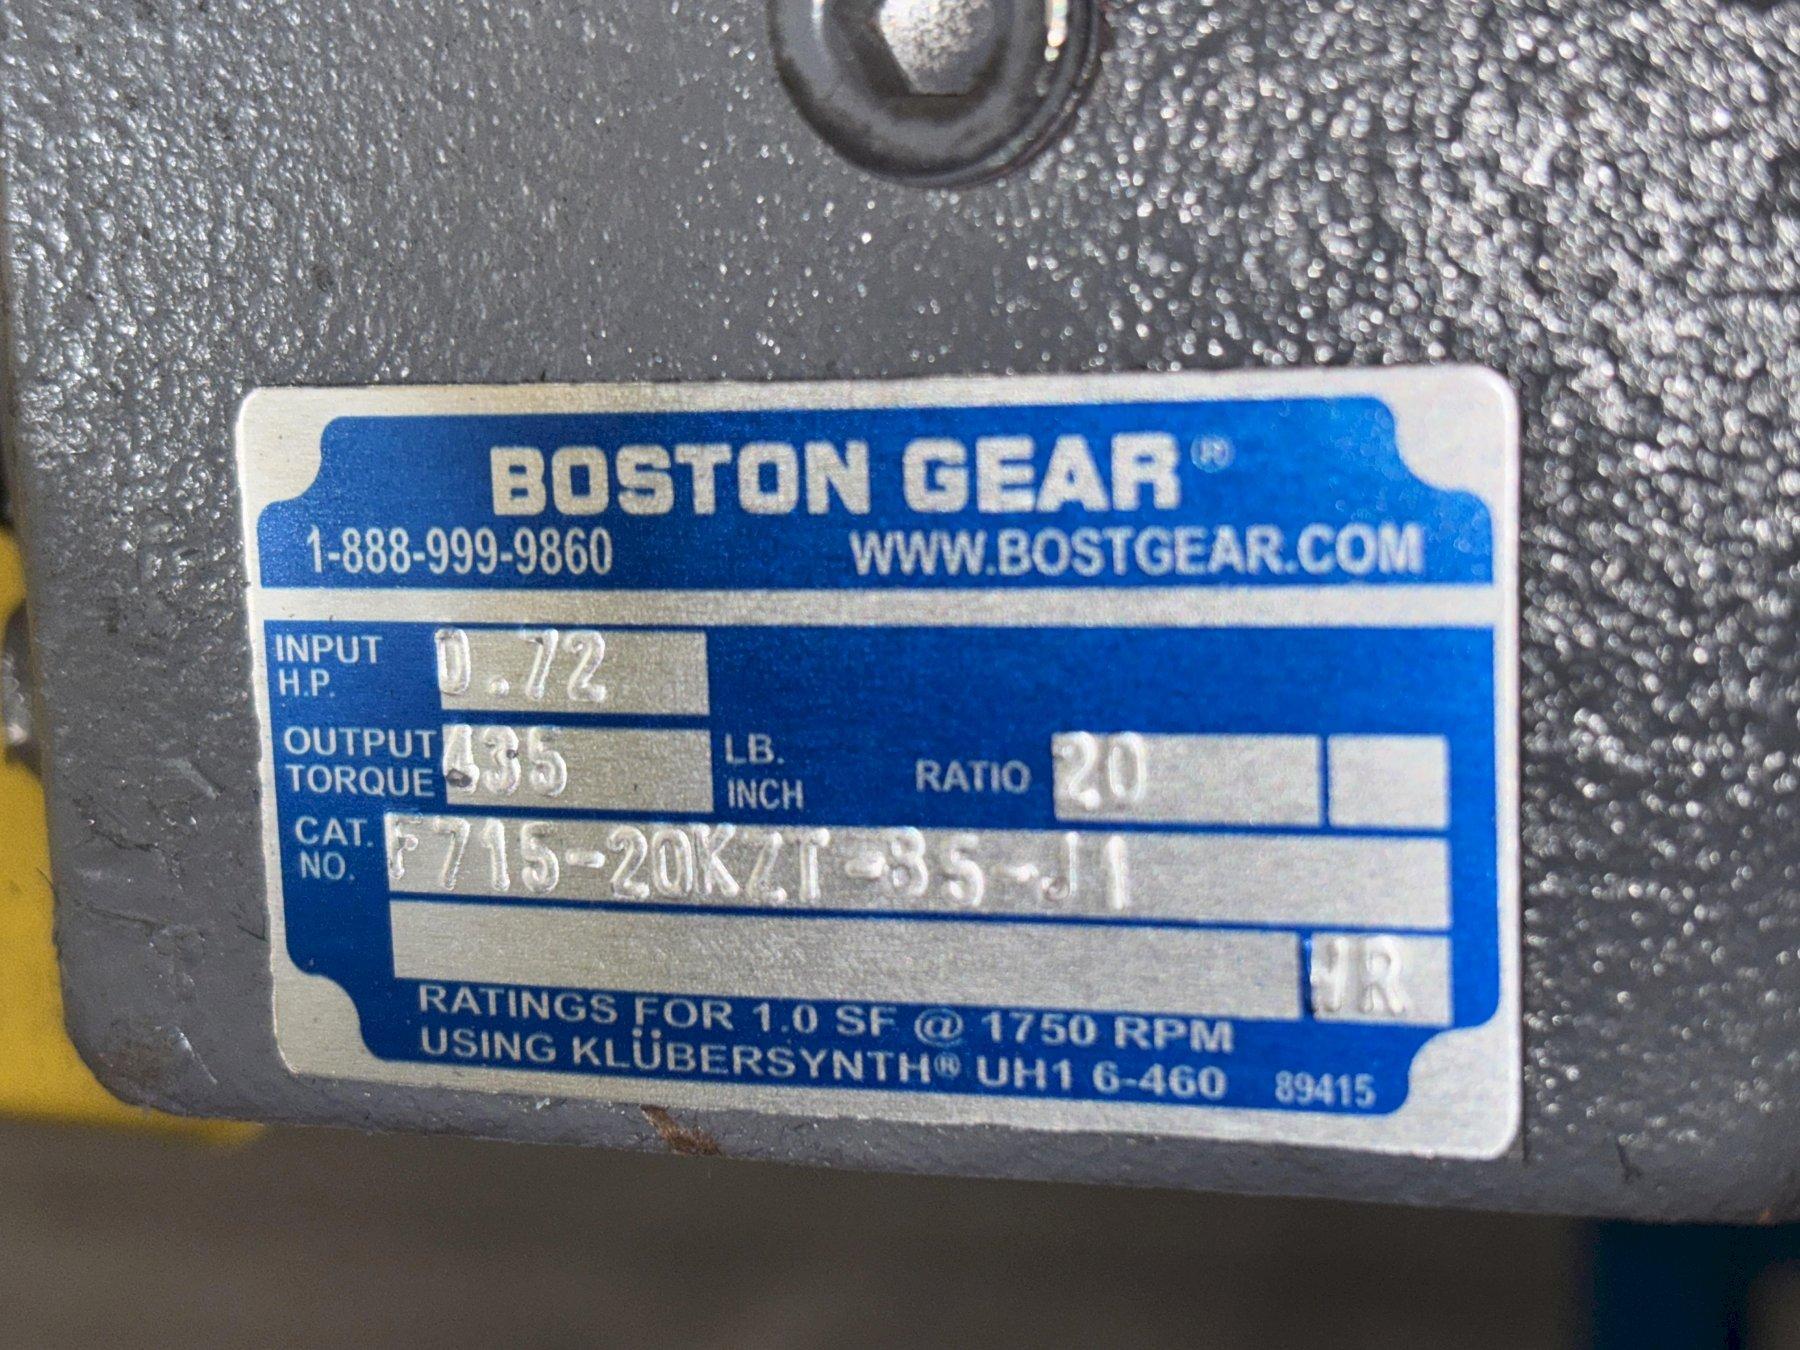 BOSTON GEAR®
1-888-999-9860 WWW.BOSTGEAR.COM
INPUT H.P. 0.72
OUTPUT TORQUE 435 LB. INCH RATIO 20
CAT. NO. F715-20KZT-B5-J1
RATINGS FOR 1.0 SF @ 1750 RPM
USING KLÜBERSYNTH® UH1 6-460 89415